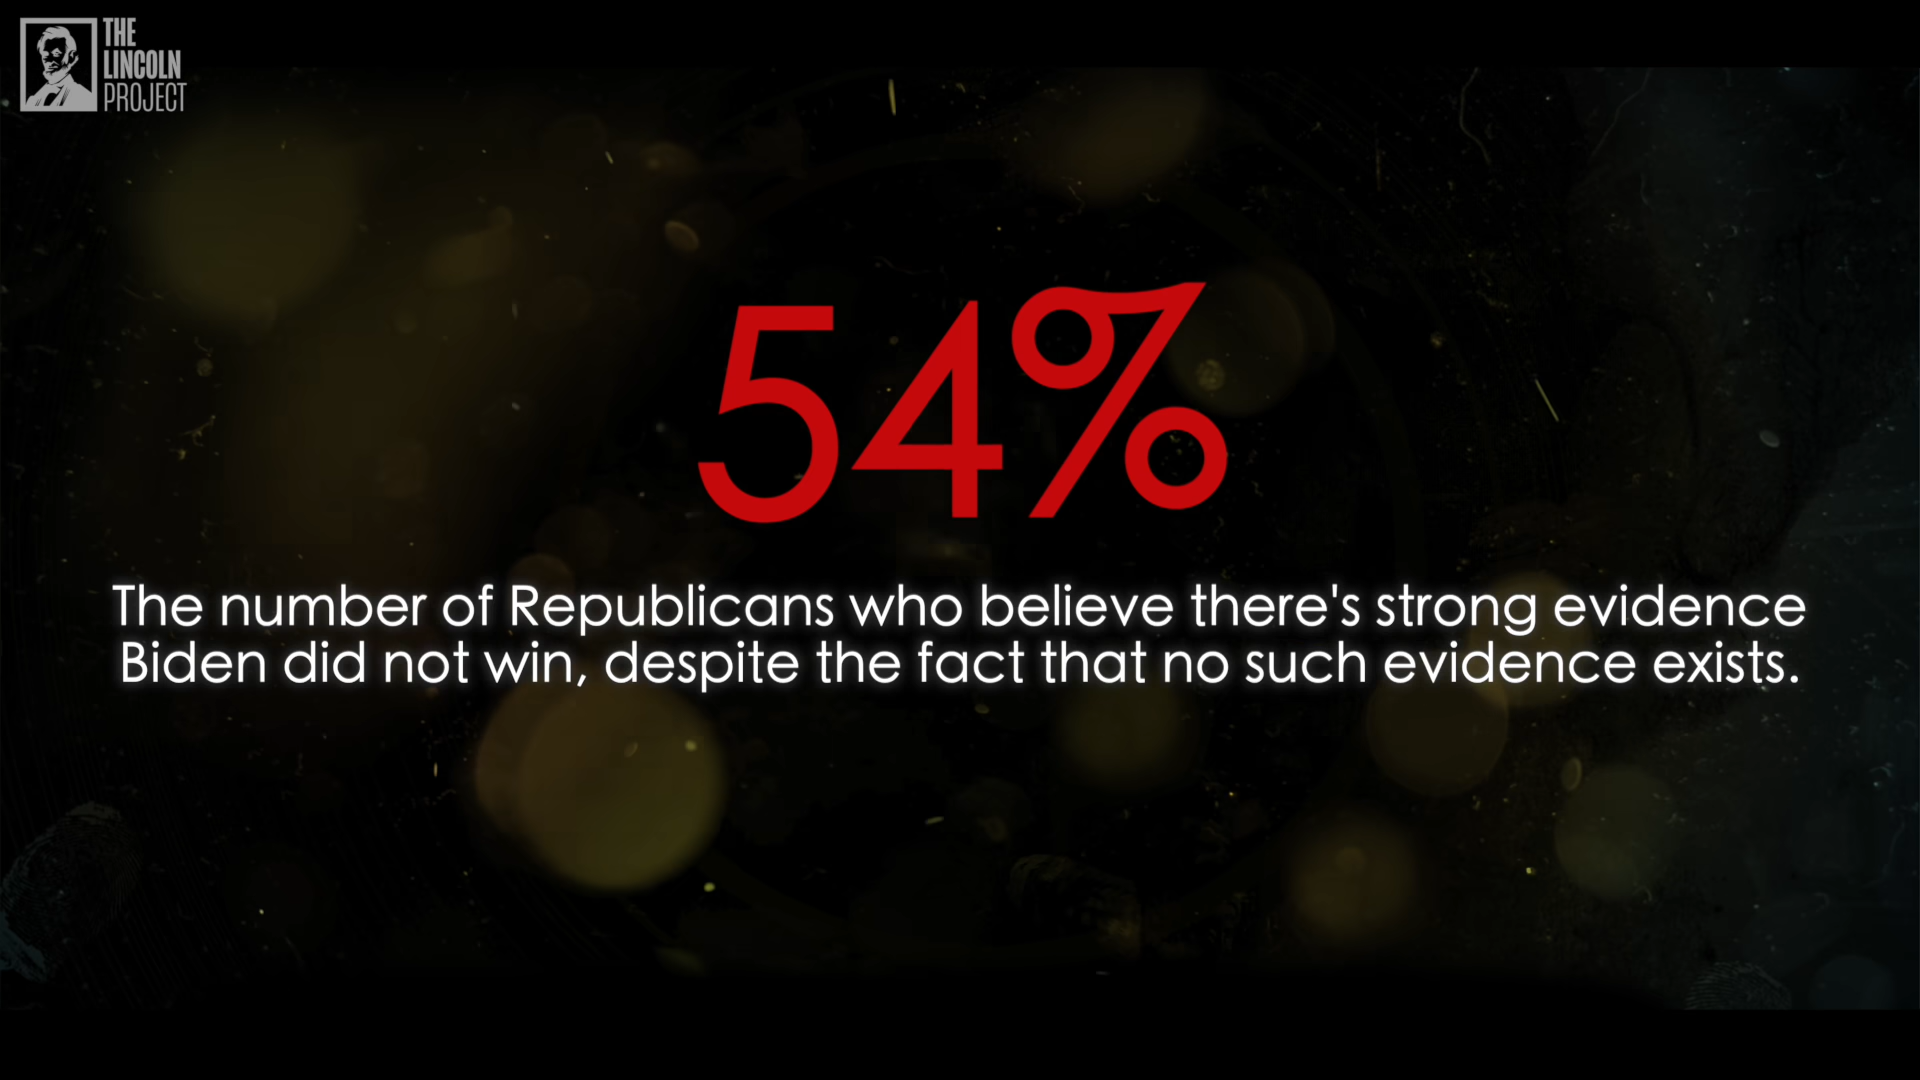 THE
LINCOLN
PROJECT
54%
The number of Republicans who believe there's strong evidence
Biden did not win, despite the fact that no such evidence exists.